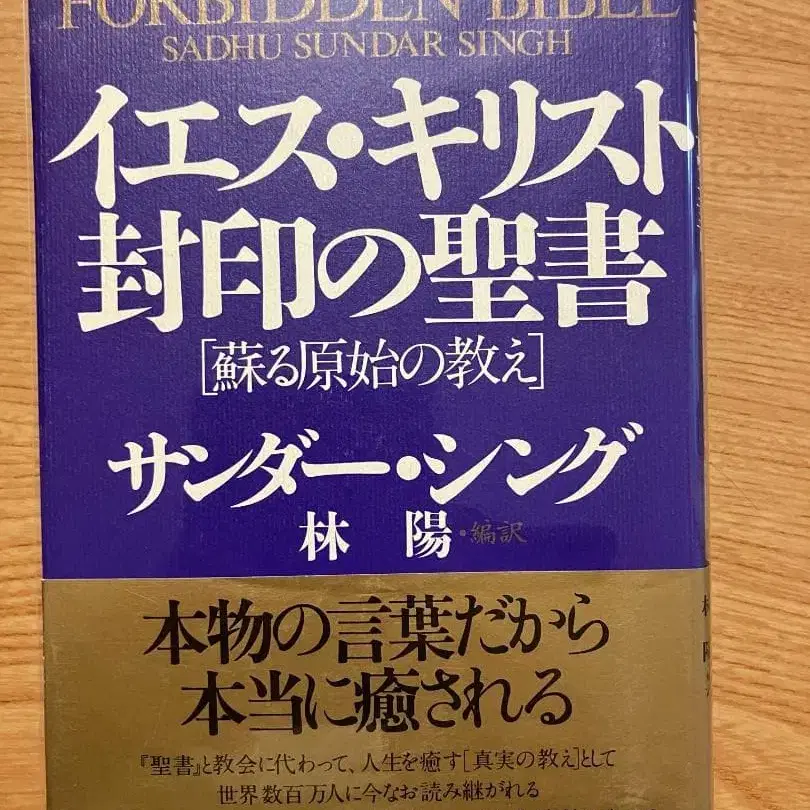 FORBIDDEN BIBEL
SADHU SUNDAR SINGH
イエス・キリスト
封印の聖書
[蘇る原始の教え]
サンダー・シング
林 陽・編訳
本物の言葉だから
本当に癒される
『聖書』と教会に代わって、人生を癒す[真実の教え]として
世界数百万人に今なお読み継がれる